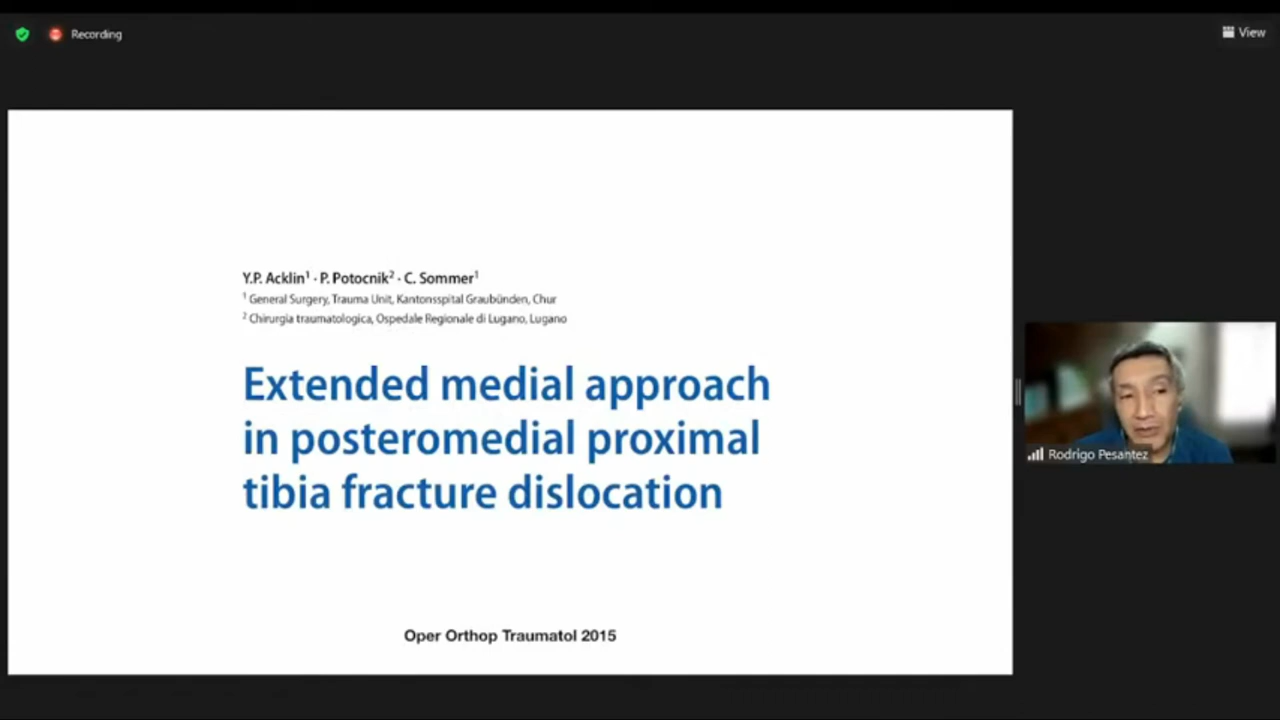 Recording
View
Y.P. Acklin¹ · P. Potocnik² · C. Sommer¹
¹ General Surgery, Trauma Unit, Kantonsspital Graubünden, Chur
² Chirurgia traumatologica, Ospedale Regionale di Lugano, Lugano
Extended medial approach
in posteromedial proximal
tibia fracture dislocation
Oper Orthop Traumatol 2015
Rodrigo Pesantez